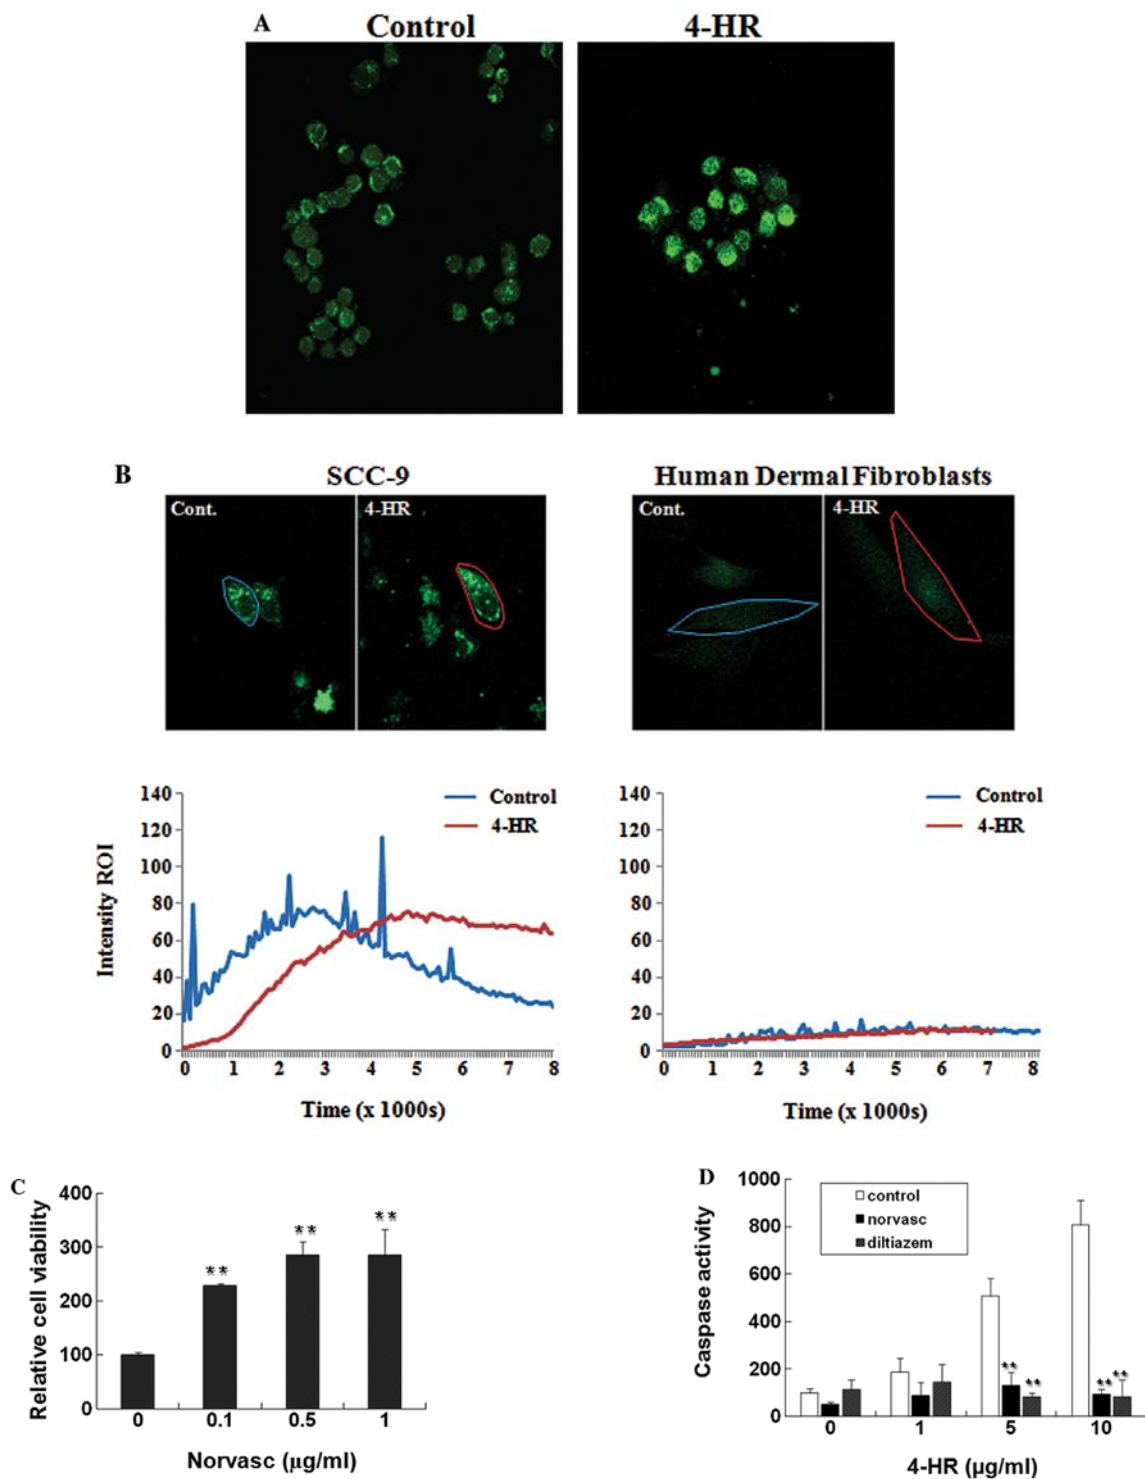 A
Control
4-HR
B
SCC-9
Human Dermal Fibroblasts
Cont.
4-HR
Cont.
4-HR
140
120
100
80
60
40
20
0
Intensity ROI
Control
4-HR
0 1 2 3 4 5 6 7 8
Time (x 1000s)
140
120
100
80
60
40
20
0
Control
4-HR
0 1 2 3 4 5 6 7 8
Time (x 1000s)
C
400
300
200
100
0
Relative cell viability
**
**
**
0 0.1 0.5 1
Norvasc (µg/ml)
D
1000
800
600
400
200
0
Caspase activity
control
norvasc
diltiazem
**
**
**
**
0 1 5 10
4-HR (µg/ml)